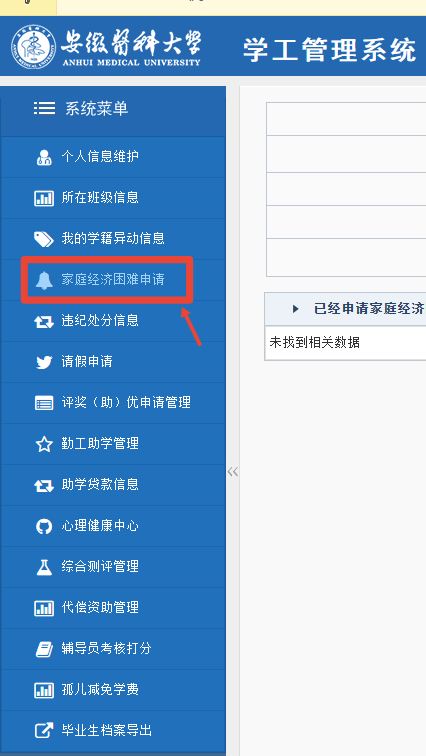 安徽醫科大学
ANHUI MEDICAL UNIVERSITY
学工管理系统
系统菜单
个人信息维护
所在班级信息
我的学籍异动信息
家庭经济困难申请
违纪处分信息
请假申请
评奖（助）优申请管理
勤工助学管理
助学贷款信息
心理健康中心
综合测评管理
代偿资助管理
辅导员考核打分
孤儿减免学费
毕业生档案导出
已经申请家庭经济
未找到相关数据